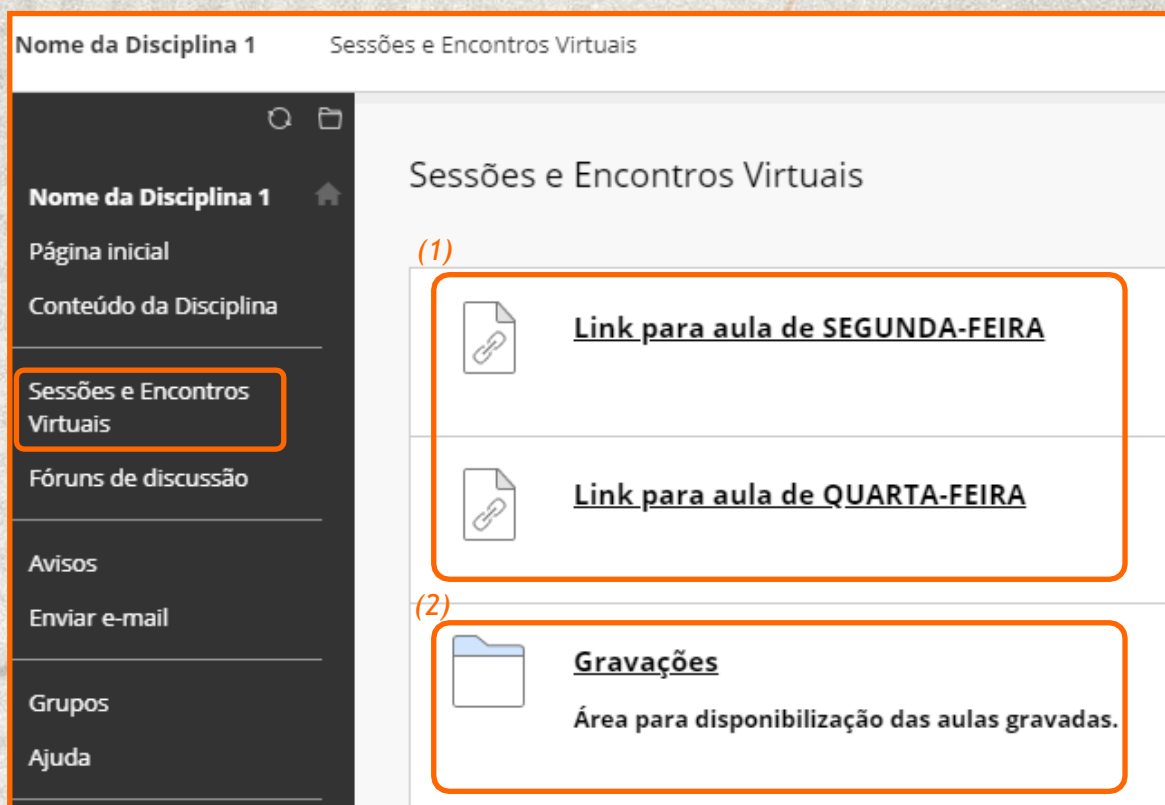 Nome da Disciplina 1 Sessões e Encontros Virtuais
Nome da Disciplina 1
Página inicial
Conteúdo da Disciplina
Sessões e Encontros
Virtuais
Fóruns de discussão
Avisos
Enviar e-mail
Grupos
Ajuda
Sessões e Encontros Virtuais
(1)
Link para aula de SEGUNDA-FEIRA
Link para aula de QUARTA-FEIRA
(2)
Gravações
Área para disponibilização das aulas gravadas.